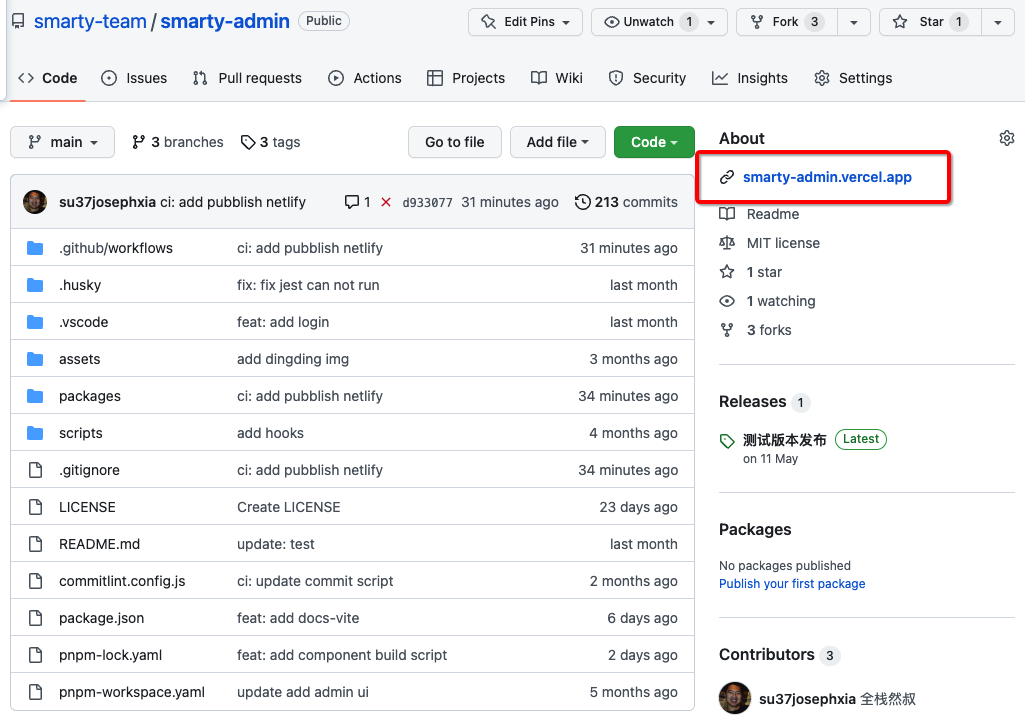 smarty-team / smarty-admin Public Edit Pins Unwatch 1 Fork 3 Star 1
Code Issues Pull requests Actions Projects Wiki Security Insights Settings
main 3 branches 3 tags Go to file Add file Code
su37josephxia ci: add pubblish netlify 1 d933077 31 minutes ago 213 commits
.github/workflows ci: add pubblish netlify 31 minutes ago
.husky fix: fix jest can not run last month
.vscode feat: add login last month
assets add dingding img 3 months ago
packages ci: add pubblish netlify 34 minutes ago
scripts add hooks 4 months ago
.gitignore ci: add pubblish netlify 34 minutes ago
LICENSE Create LICENSE 23 days ago
README.md update: test last month
commitlint.config.js ci: update commit script 2 months ago
package.json feat: add docs-vite 6 days ago
pnpm-lock.yaml feat: add component build script 2 days ago
pnpm-workspace.yaml update add admin ui 5 months ago
About
smarty-admin.vercel.app
Readme
MIT license
1 star
1 watching
3 forks
Releases 1
测试版本发布 Latest
on 11 May
Packages
No packages published
Publish your first package
Contributors 3
su37josephxia 全栈然叔